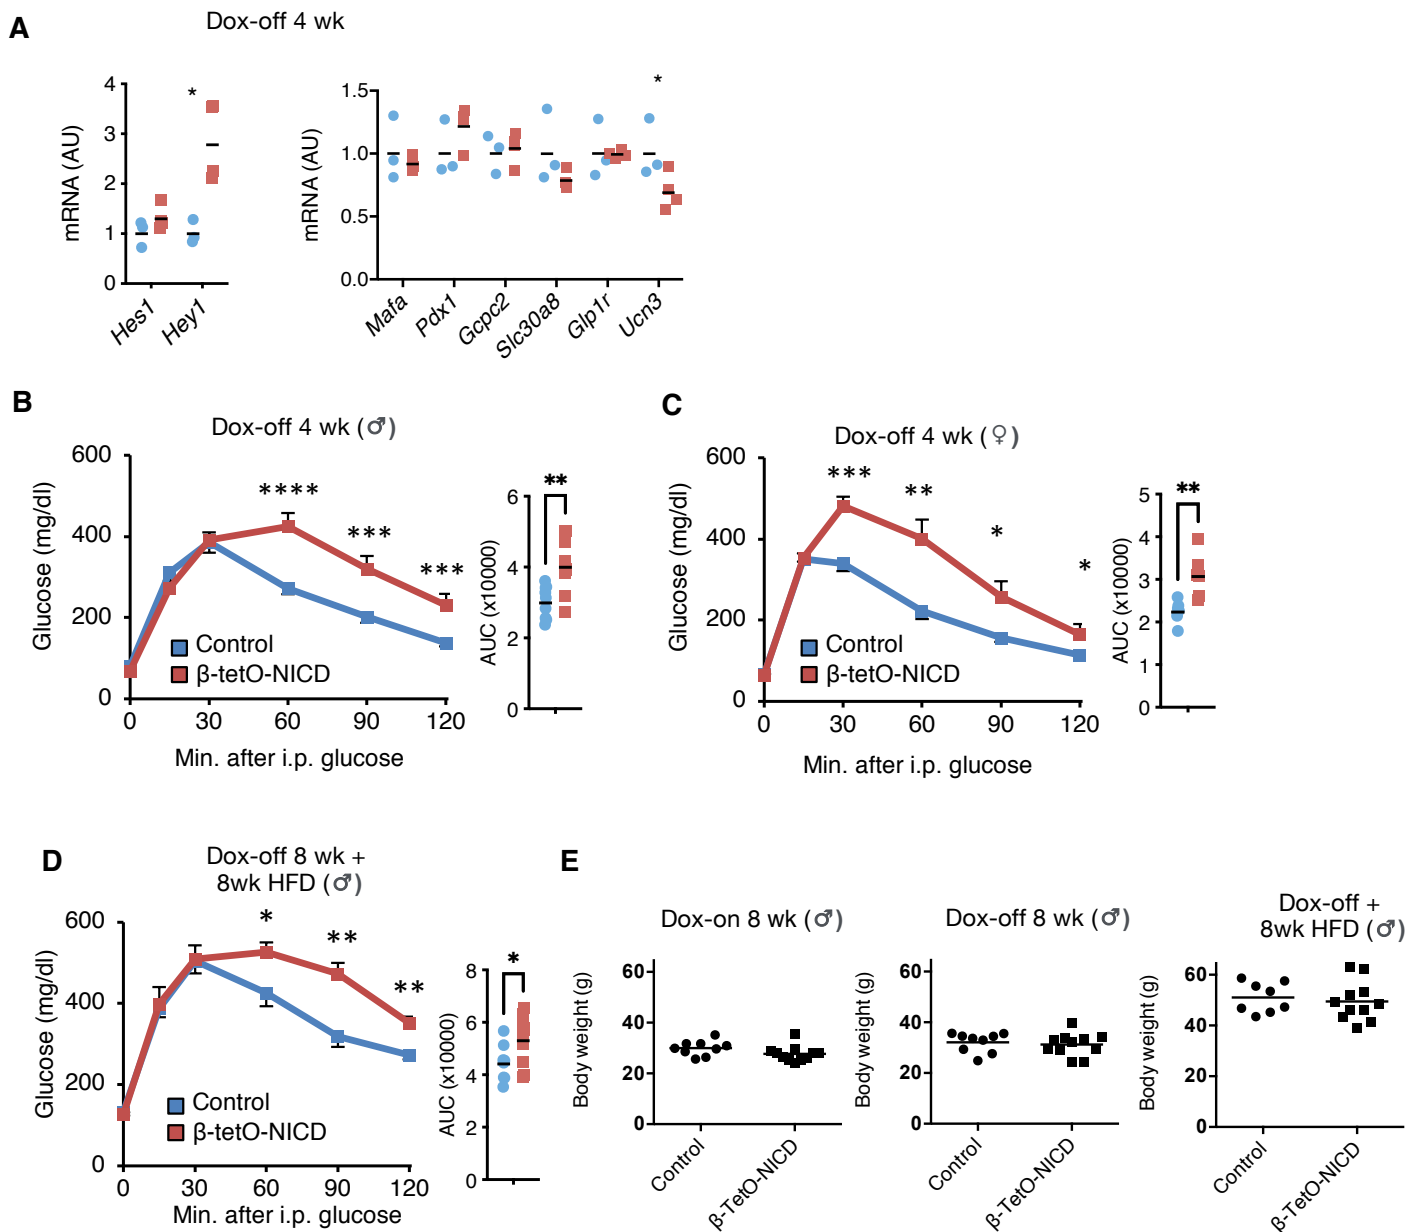 A
Dox-off 4 wk
mRNA (AU)
4
3
2
1
0
*
Hes1
Hey1
mRNA (AU)
1.5
1.0
0.5
0.0
*
Mafa
Pdx1
Gcpc2
Slc30a8
Glp1r
Ucn3
B
Dox-off 4 wk (♂)
Glucose (mg/dl)
600
400
200
0
****
***
***
Control
β-tetO-NICD
0
30
60
90
120
Min. after i.p. glucose
AUC (x10000)
6
4
2
0
**
C
Dox-off 4 wk (♀)
Glucose (mg/dl)
600
400
200
0
***
**
*
*
Control
β-tetO-NICD
0
30
60
90
120
Min. after i.p. glucose
AUC (x10000)
5
4
3
2
1
0
**
D
Dox-off 8 wk +
8wk HFD (♂)
Glucose (mg/dl)
600
400
200
0
*
**
**
Control
β-tetO-NICD
0
30
60
90
120
Min. after i.p. glucose
AUC (x10000)
8
6
4
2
0
*
E
Dox-on 8 wk (♂)
Body weight (g)
60
40
20
0
Control
β-TetO-NICD
Dox-off 8 wk (♂)
Body weight (g)
60
40
20
0
Control
β-TetO-NICD
Dox-off +
8wk HFD (♂)
Body weight (g)
60
40
20
0
Control
β-TetO-NICD